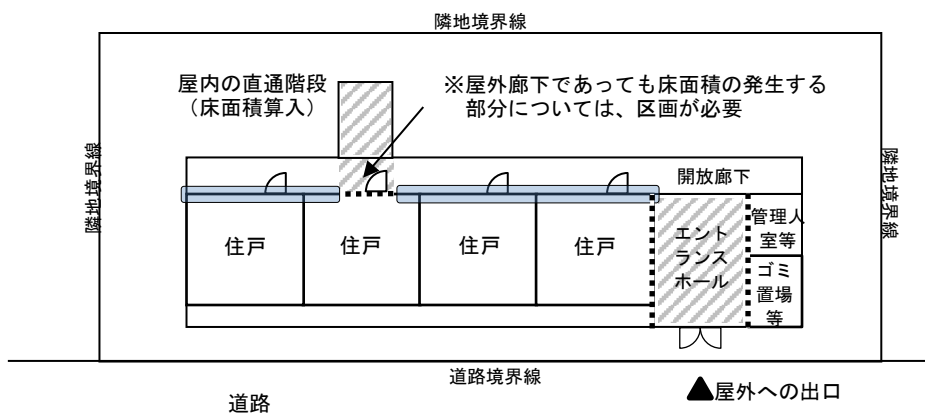 隣地境界線
屋内の直通階段
(床面積算入)
※屋外廊下であっても床面積の発生する
部分については、区画が必要
隣地境界線
隣地境界線
開放廊下
住戸
住戸
住戸
住戸
エント
ランス
ホール
管理人
室等
ゴミ
置場
等
道路境界線
▲屋外への出口
道路